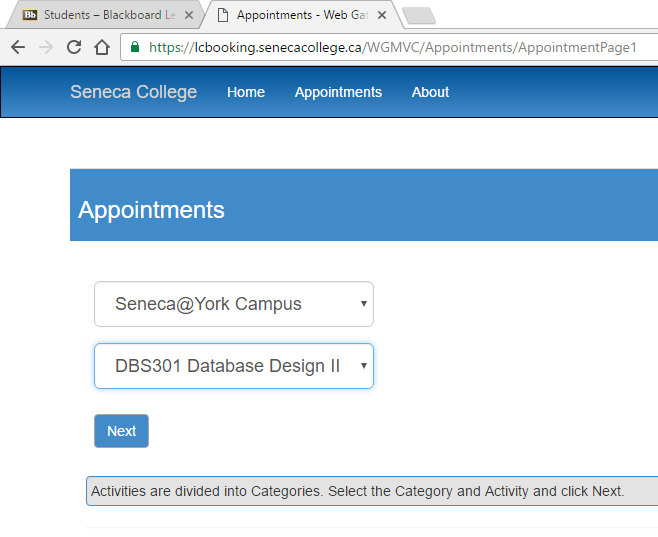 Bb Students – Blackboard Le
Appointments - Web Gat
https://lcbooking.senecacollege.ca/WGMVC/Appointments/AppointmentPage1
Seneca College Home Appointments About
Appointments
Seneca@York Campus
DBS301 Database Design II
Next
Activities are divided into Categories. Select the Category and Activity and click Next.